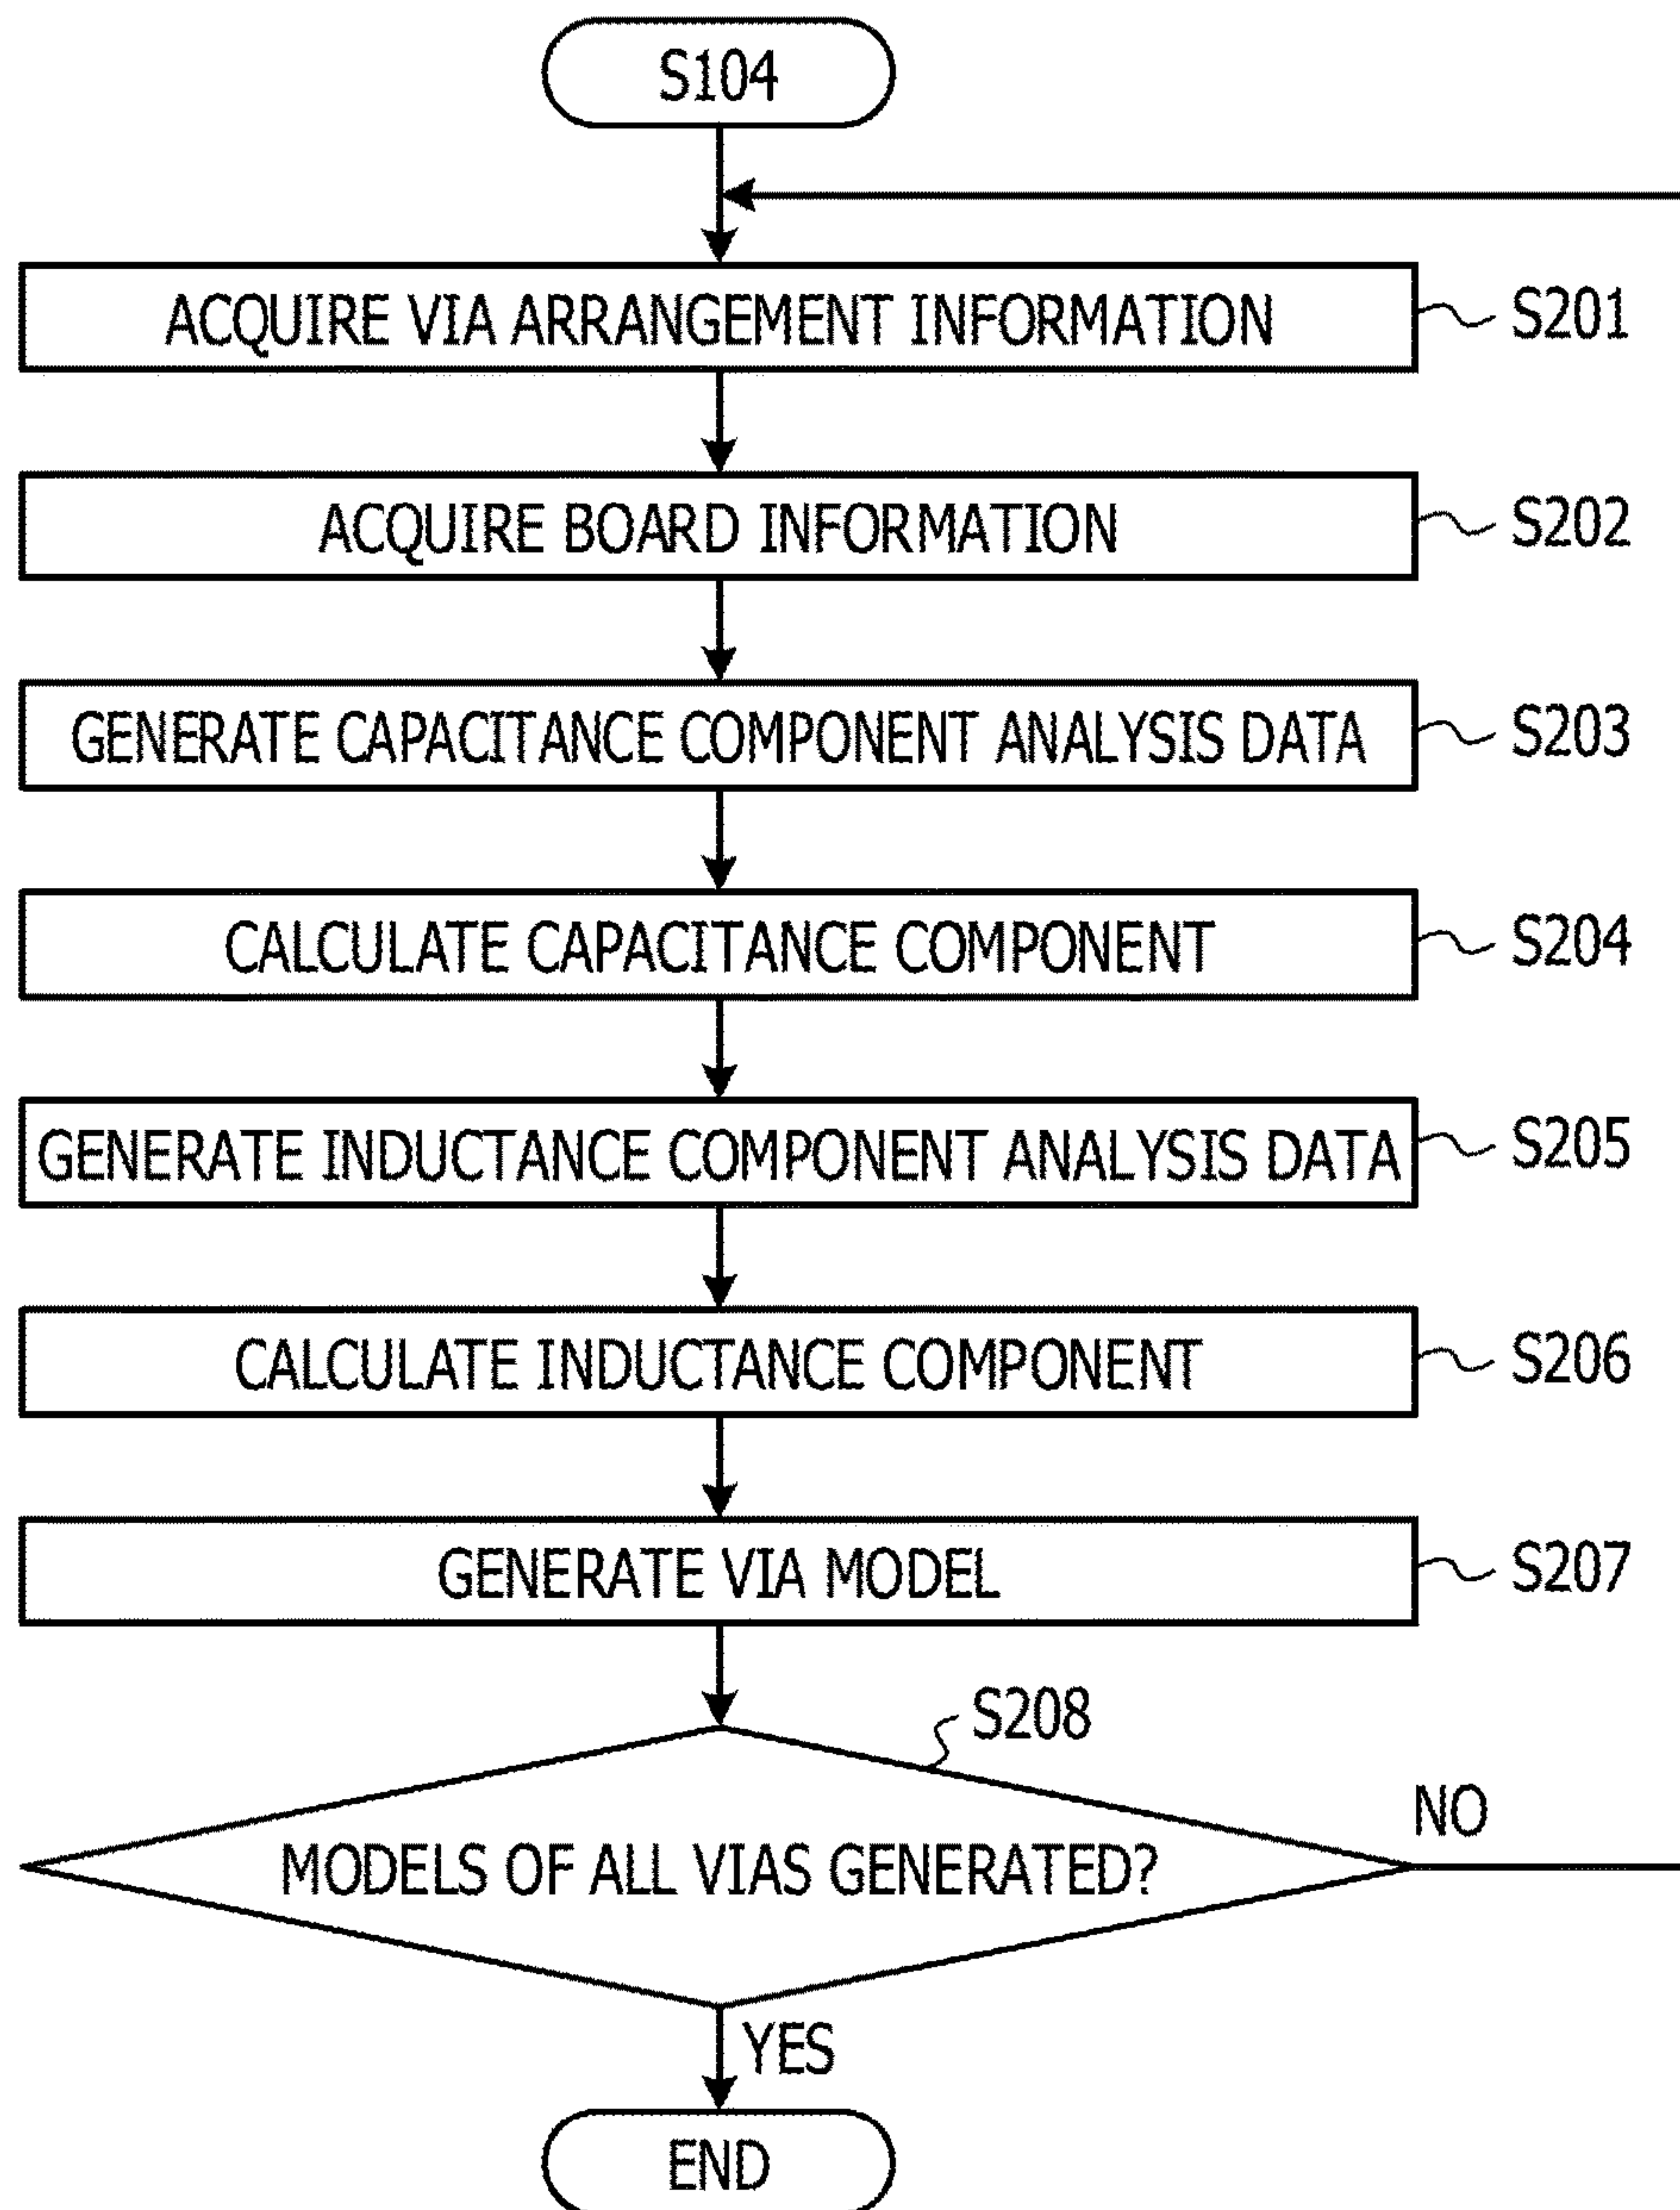 S104
ACQUIRE VIA ARRANGEMENT INFORMATION
S201
ACQUIRE BOARD INFORMATION
S202
GENERATE CAPACITANCE COMPONENT ANALYSIS DATA
S203
CALCULATE CAPACITANCE COMPONENT
S204
GENERATE INDUCTANCE COMPONENT ANALYSIS DATA
S205
CALCULATE INDUCTANCE COMPONENT
S206
GENERATE VIA MODEL
S207
S208
MODELS OF ALL VIAS GENERATED?
NO
YES
END